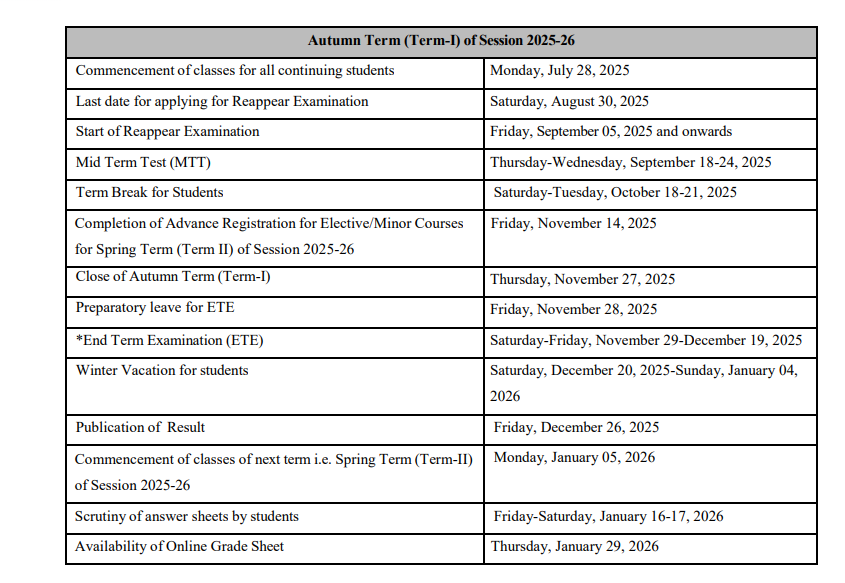 Autumn Term (Term-I) of Session 2025-26
Commencement of classes for all continuing students
Monday, July 28, 2025
Last date for applying for Reappear Examination
Saturday, August 30, 2025
Start of Reappear Examination
Friday, September 05, 2025 and onwards
Mid Term Test (MTT)
Thursday-Wednesday, September 18-24, 2025
Term Break for Students
Saturday-Tuesday, October 18-21, 2025
Completion of Advance Registration for Elective/Minor Courses
for Spring Term (Term II) of Session 2025-26
Friday, November 14, 2025
Close of Autumn Term (Term-I)
Thursday, November 27, 2025
Preparatory leave for ETE
Friday, November 28, 2025
*End Term Examination (ETE)
Saturday-Friday, November 29-December 19, 2025
Winter Vacation for students
Saturday, December 20, 2025-Sunday, January 04,
2026
Publication of Result
Friday, December 26, 2025
Commencement of classes of next term i.e. Spring Term (Term-II)
of Session 2025-26
Monday, January 05, 2026
Scrutiny of answer sheets by students
Friday-Saturday, January 16-17, 2026
Availability of Online Grade Sheet
Thursday, January 29, 2026